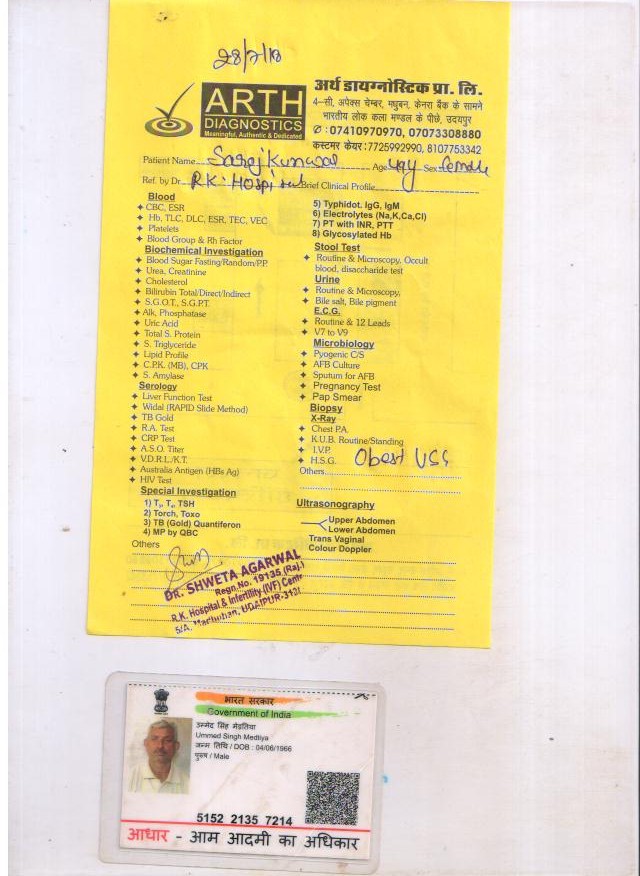 28/7/18
ARTH
DIAGNOSTICS
Meaningful, Authentic & Dedicated
अर्थ डायग्नोस्टिक प्रा. लि.
4-सी, अपेक्स चेम्बर, मधुबन, केनरा बैंक के सामने
भारतीय लोक कला मण्डल के पीछे, उदयपुर
07410970970, 07073308880
कस्टमर केयर : 7725992990, 8107753342
Patient Name Saroj Kunwar Age 49y Sex female
Ref. by Dr. R.K. Hospital Brief Clinical Profile
Blood
CBC, ESR
Hb, TLC, DLC, ESR, TEC, VEC
Platelets
Blood Group & Rh Factor
Biochemical Investigation
Blood Sugar Fasting/Random/P.P.
Urea, Creatinine
Cholesterol
Bilirubin Total/Direct/Indirect
S.G.O.T., S.G.P.T.
Alk, Phosphatase
Uric Acid
Total S. Protein
S. Triglyceride
Lipid Profile
C.P.K. (MB), CPK
S. Amylase
Serology
Liver Function Test
Widal (RAPID Slide Method)
TB Gold
R.A. Test
CRP Test
A.S.O. Titer
V.D.R.L./K.T.
Australia Antigen (HBs Ag)
HIV Test
Special Investigation
1) T₃, T₄, TSH
2) Torch, Toxo
3) TB (Gold) Quantiferon
4) MP by QBC
Others
5) Typhidot. IgG, IgM
6) Electrolytes (Na,K,Ca,Cl)
7) PT with INR, PTT
8) Glycosylated Hb
Stool Test
Routine & Microscopy, Occult
blood, disaccharide test
Urine
Routine & Microscopy,
Bile salt, Bile pigment
E.C.G.
Routine & 12 Leads
V7 to V9
Microbiology
Pyogenic C/S
AFB Culture
Sputum for AFB
Pregnancy Test
Pap Smear
Biopsy
X-Ray
Chest P.A.
K.U.B. Routine/Standing
I.V.P.
H.S.G.
Others
USG
Ultrasonography
Upper Abdomen
Lower Abdomen
Trans Vaginal
Colour Doppler
DR. SHWETA AGARWAL
Regn.No. 19135 (Raj.)
R.K. Hospital & Infertility (IVF) Centre
5/A, Madhuban, UDAIPUR-313
भारत सरकार
Government of India
उम्मेद सिंह मेड़तिया
Ummed Singh Medtiya
जन्म तिथि / DOB : 04/06/1966
पुरुष / Male
5152 2135 7214
आधार - आम आदमी का अधिकार